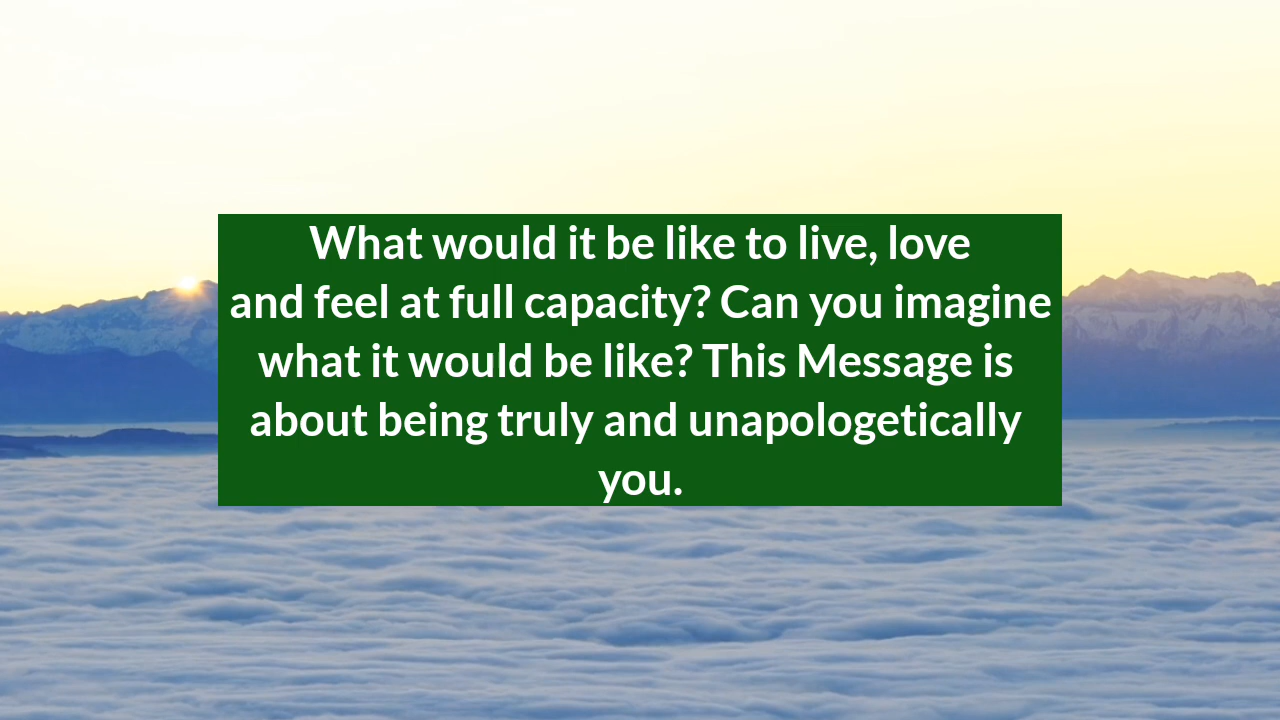 What would it be like to live, love
and feel at full capacity? Can you imagine
what it would be like? This Message is
about being truly and unapologetically
you.